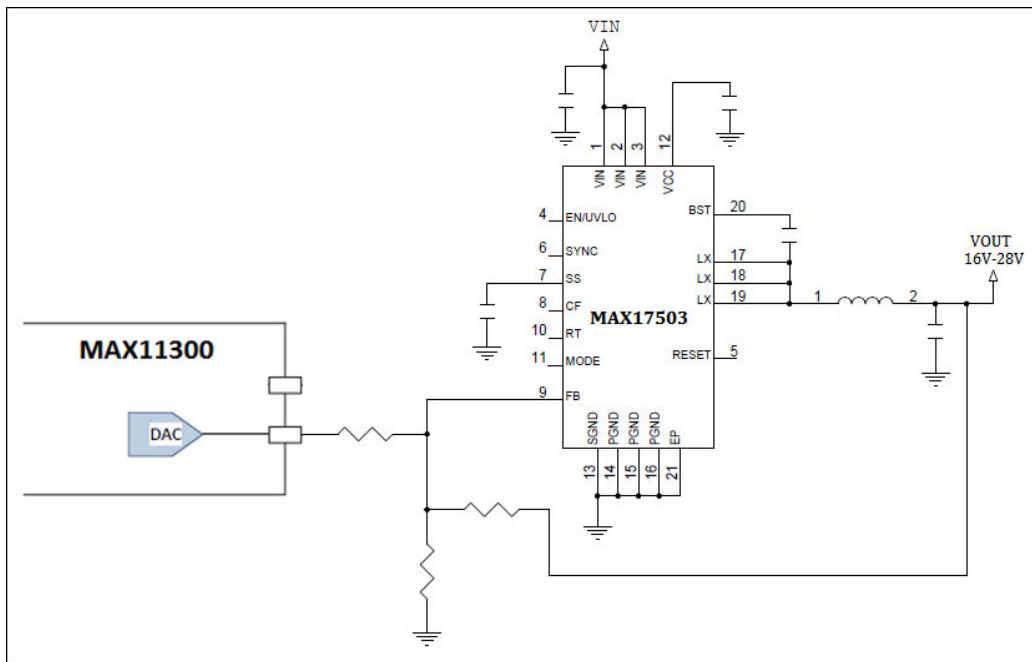 VIN
1 2 3 12
VIN VIN VIN VCC
4 EN/UVLO BST 20
6 SYNC
7 SS LX 17
LX 18
8 CF LX 19
MAX17503
10 RT
11 MODE RESET 5
9 FB
SGND PGND PGND PGND EP
13 14 15 16 21
1 2
VOUT
16V-28V
MAX11300
DAC